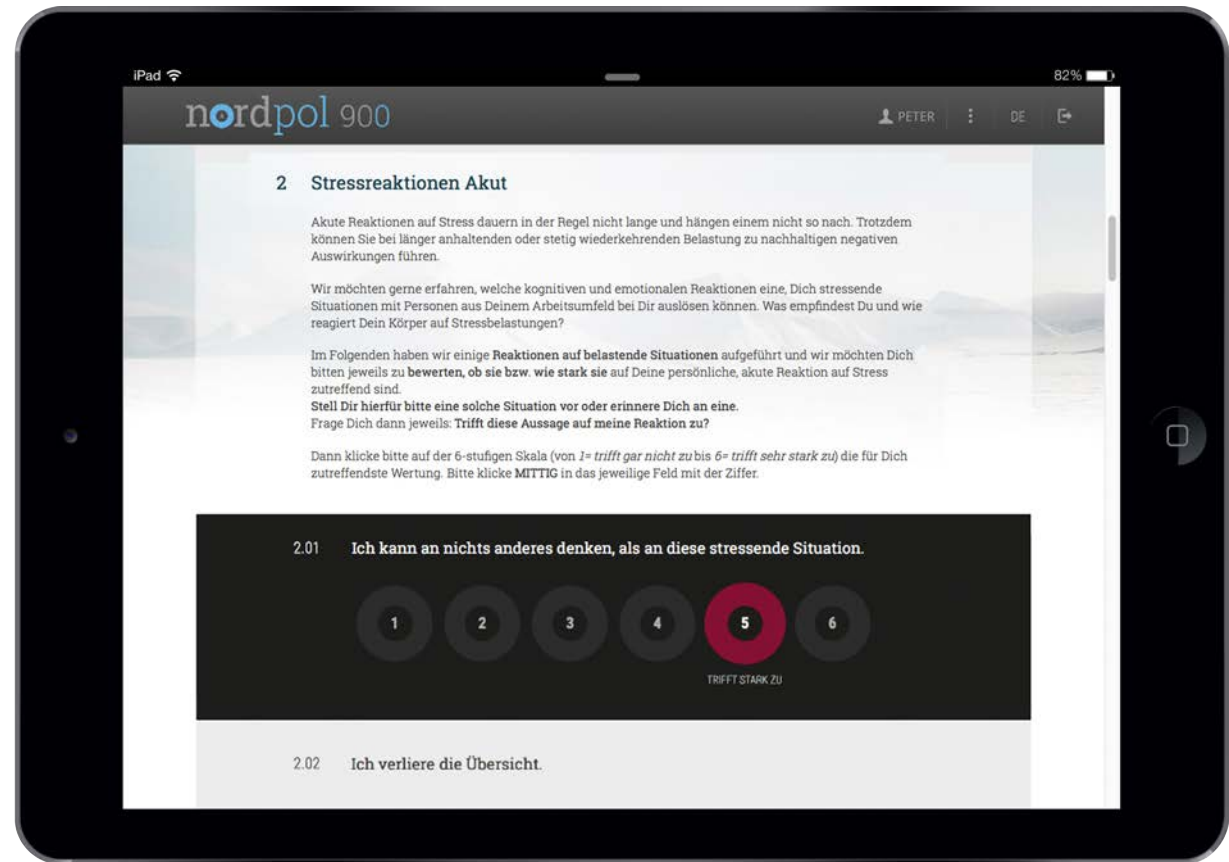 iPad
82%
nordpol 900
PETER
DE
2 Stressreaktionen Akut
Akute Reaktionen auf Stress dauern in der Regel nicht lange und hängen einem nicht so nach. Trotzdem
können Sie bei länger anhaltenden oder stetig wiederkehrenden Belastung zu nachhaltigen negativen
Auswirkungen führen.
Wir möchten gerne erfahren, welche kognitiven und emotionalen Reaktionen eine, Dich stressende
Situationen mit Personen aus Deinem Arbeitsumfeld bei Dir auslösen können. Was empfindest Du und wie
reagiert Dein Körper auf Stressbelastungen?
Im Folgenden haben wir einige Reaktionen auf belastende Situationen aufgeführt und wir möchten Dich
bitten jeweils zu bewerten, ob sie bzw. wie stark sie auf Deine persönliche, akute Reaktion auf Stress
zutreffend sind.
Stell Dir hierfür bitte eine solche Situation vor oder erinnere Dich an eine.
Frage Dich dann jeweils: Trifft diese Aussage auf meine Reaktion zu?
Dann klicke bitte auf der 6-stufigen Skala (von 1= trifft gar nicht zu bis 6= trifft sehr stark zu) die für Dich
zutreffendste Wertung. Bitte klicke MITTIG in das jeweilige Feld mit der Ziffer.
2.01 Ich kann an nichts anderes denken, als an diese stressende Situation.
1 2 3 4 5 6
TRIFFT STARK ZU
2.02 Ich verliere die Übersicht.